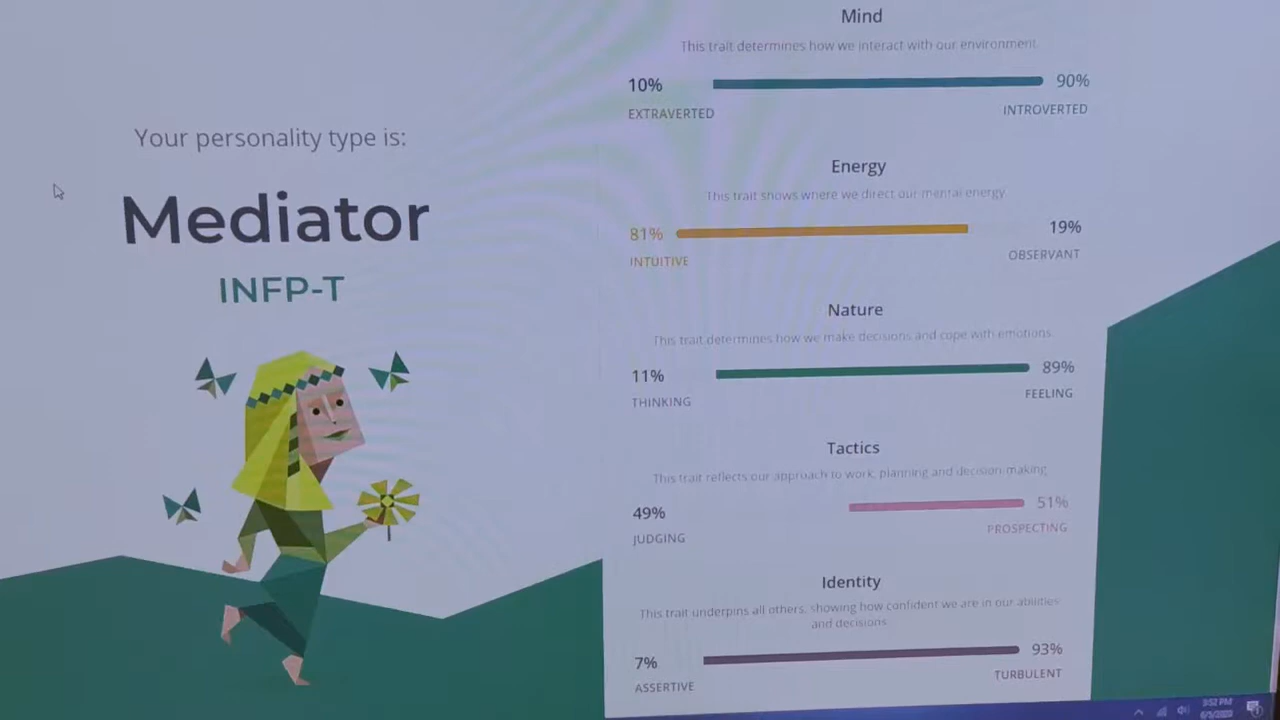 Your personality type is:
Mediator
INFP-T
Mind
This trait determines how we interact with our environment.
10%
90%
EXTRAVERTED
INTROVERTED
Energy
This trait shows where we direct our mental energy.
81%
19%
INTUITIVE
OBSERVANT
Nature
This trait determines how we make decisions and cope with emotions.
11%
89%
THINKING
FEELING
Tactics
This trait reflects our approach to work, planning and decision-making.
49%
51%
JUDGING
PROSPECTING
Identity
This trait underpins all others, showing how confident we are in our abilities
and decisions.
7%
93%
ASSERTIVE
TURBULENT
3:52 PM